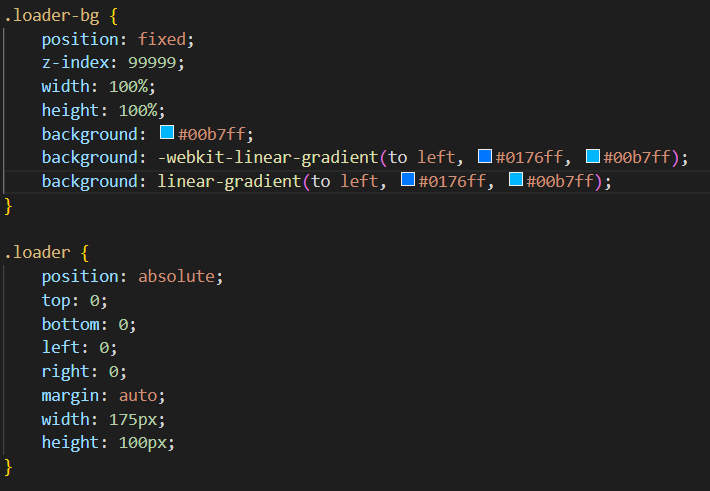 .loader-bg {
    position: fixed;
    z-index: 99999;
    width: 100%;
    height: 100%;
    background: #00b7ff;
    background: -webkit-linear-gradient(to left, #0176ff, #00b7ff);
    background: linear-gradient(to left, #0176ff, #00b7ff);
}

.loader {
    position: absolute;
    top: 0;
    bottom: 0;
    left: 0;
    right: 0;
    margin: auto;
    width: 175px;
    height: 100px;
}